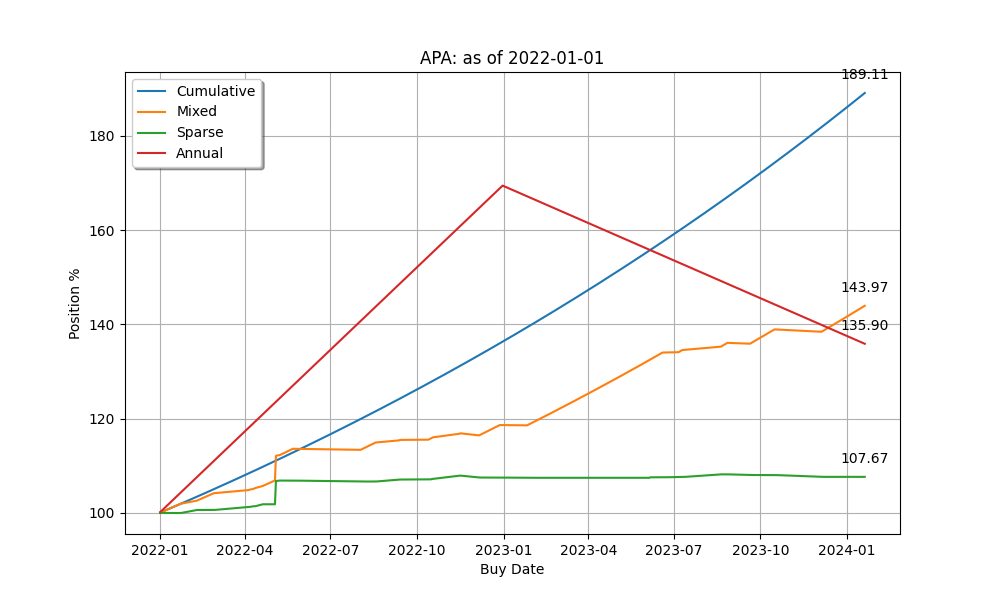 APA: as of 2022-01-01
189.11
Cumulative
Mixed
Sparse
Annual
180
160
143.97
140
135.90
120
107.67
100
Position %
2022-01 2022-04 2022-07 2022-10 2023-01 2023-04 2023-07 2023-10 2024-01
Buy Date